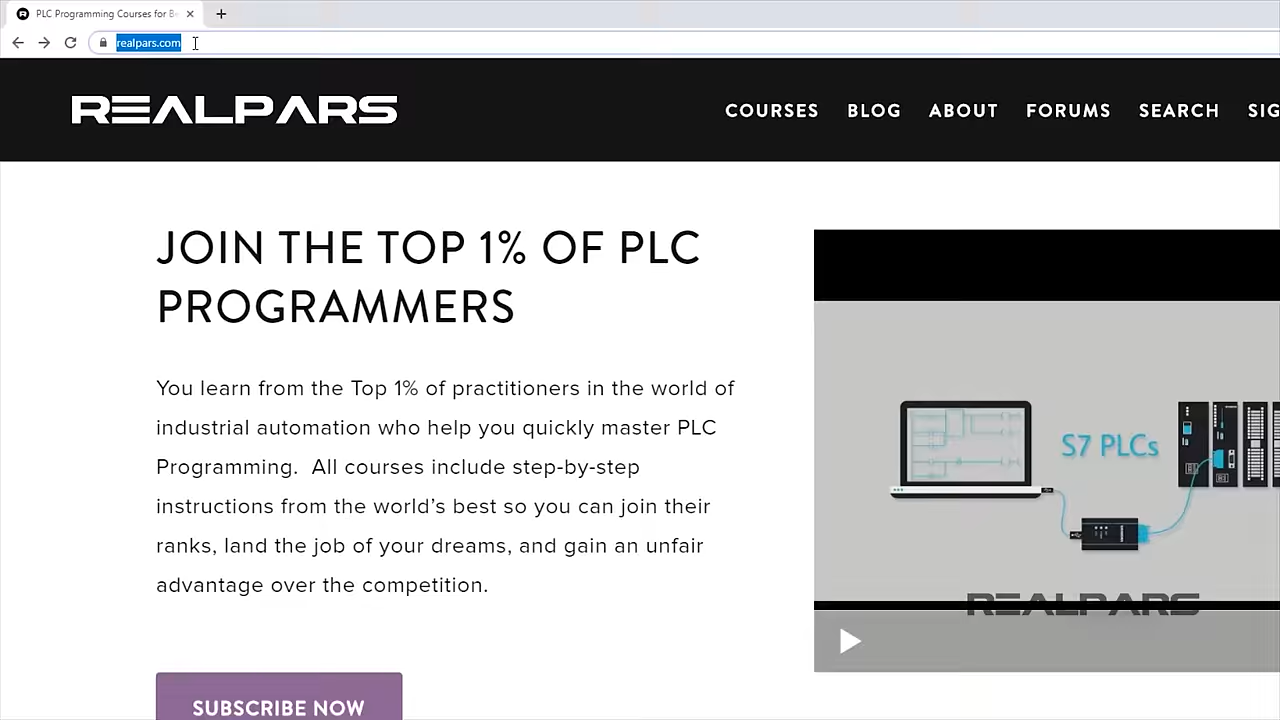 PLC Programming Courses for Be
realpars.com
REALPARS
COURSES BLOG ABOUT FORUMS SEARCH SIG
JOIN THE TOP 1% OF PLC
PROGRAMMERS
You learn from the Top 1% of practitioners in the world of
industrial automation who help you quickly master PLC
Programming. All courses include step-by-step
instructions from the world’s best so you can join their
ranks, land the job of your dreams, and gain an unfair
advantage over the competition.
SUBSCRIBE NOW
S7 PLCs
REALPARS